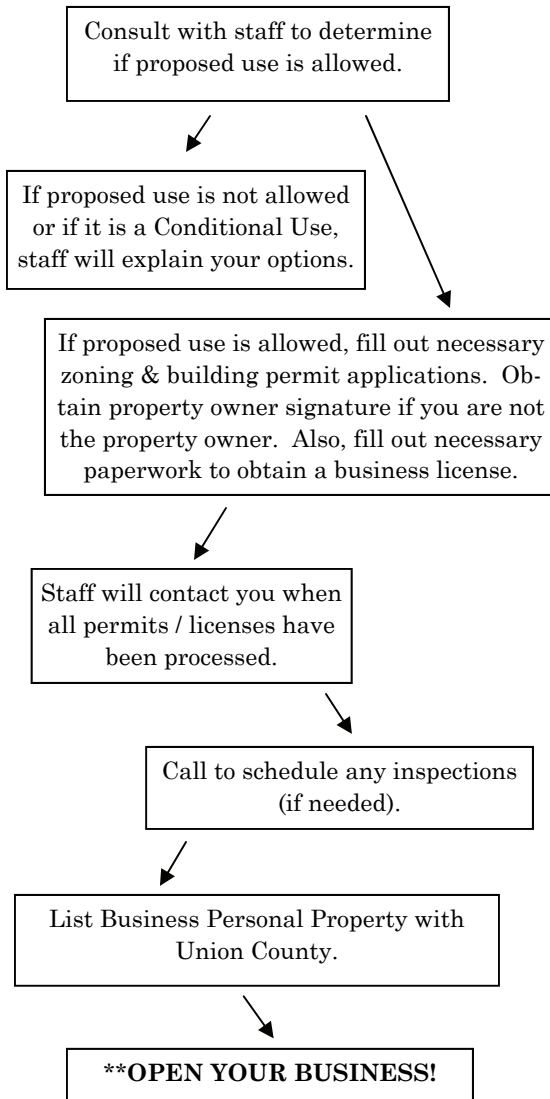 Consult with staff to determine
if proposed use is allowed.
If proposed use is not allowed
or if it is a Conditional Use,
staff will explain your options.
If proposed use is allowed, fill out necessary
zoning & building permit applications.  Ob-
tain property owner signature if you are not
the property owner.  Also, fill out necessary
paperwork to obtain a business license.
Staff will contact you when
all permits / licenses have
been processed.
Call to schedule any inspections
(if needed).
List Business Personal Property with
Union County.
**OPEN YOUR BUSINESS!